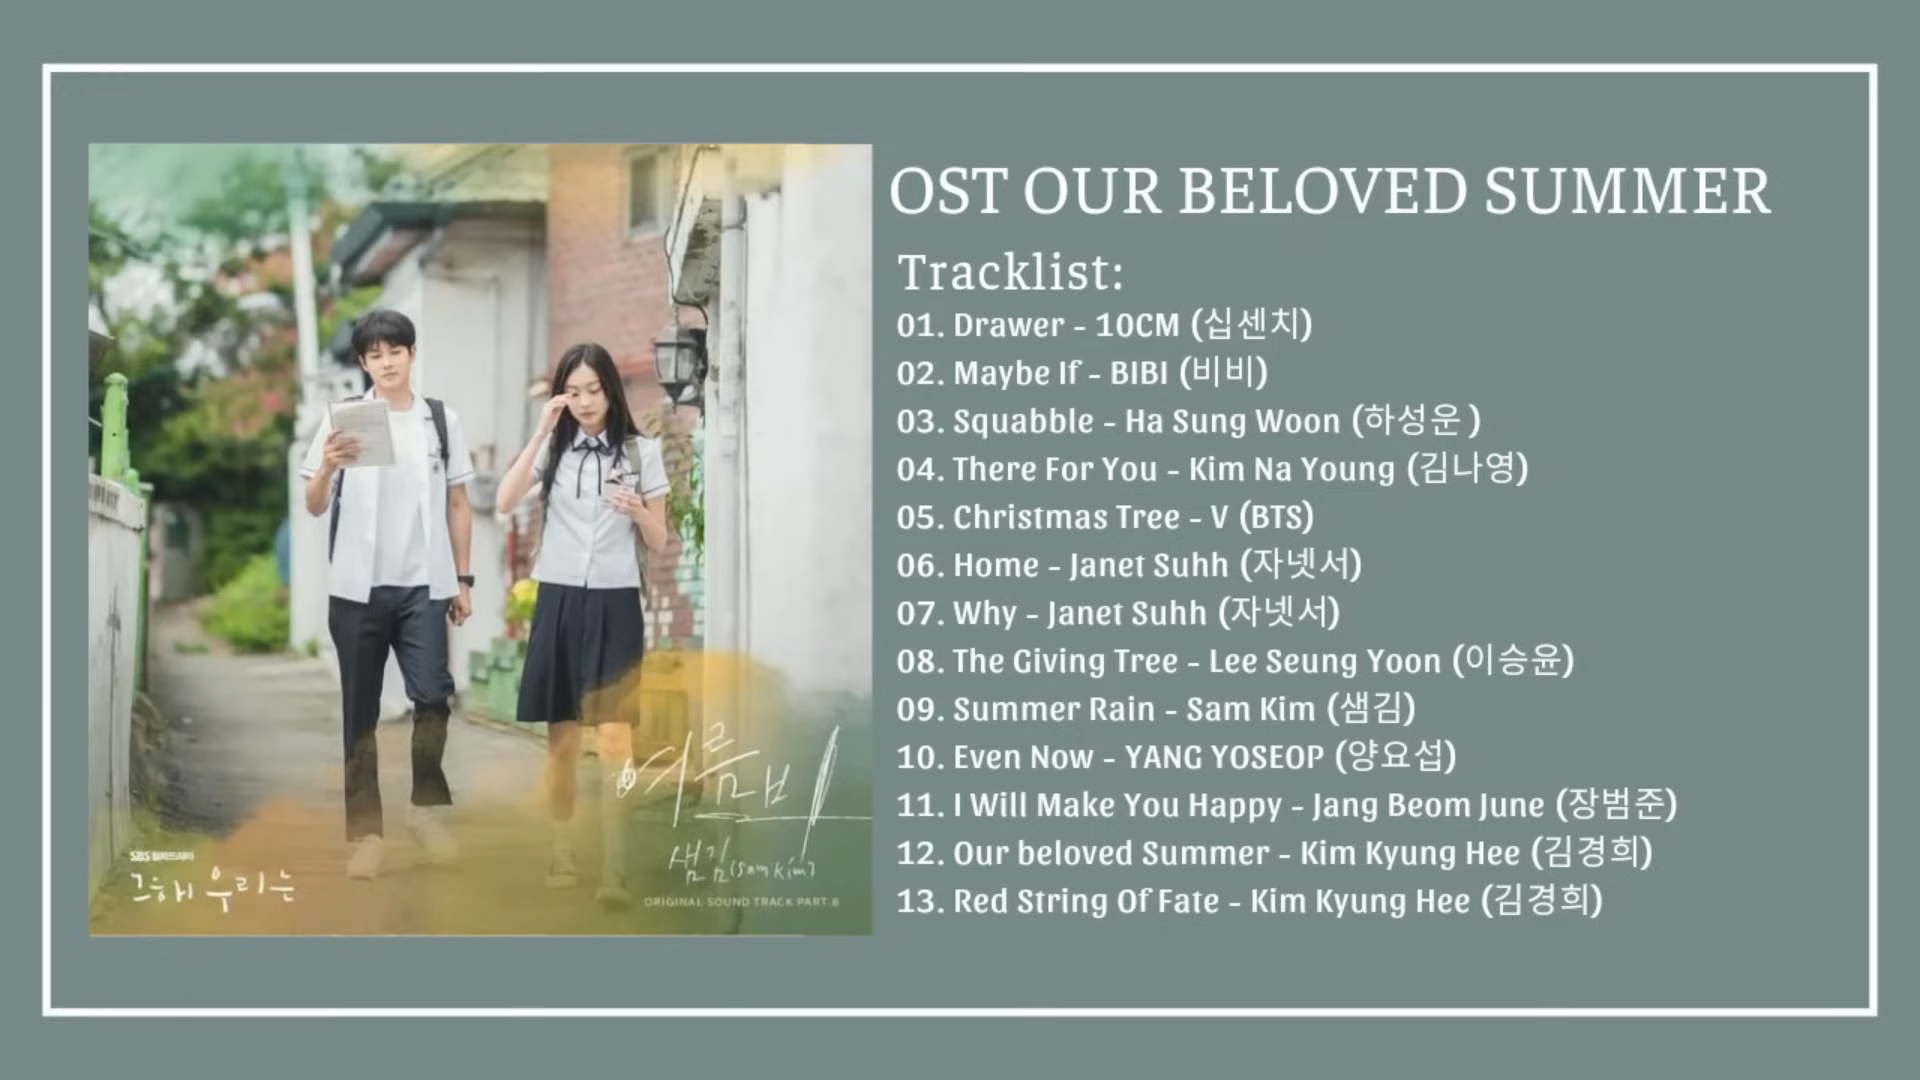 OST OUR BELOVED SUMMER
Tracklist:
01. Drawer - 10CM (십센치)
02. Maybe If - BIBI (비비)
03. Squabble - Ha Sung Woon (하성운 )
04. There For You - Kim Na Young (김나영)
05. Christmas Tree - V (BTS)
06. Home - Janet Suhh (자넷서)
07. Why - Janet Suhh (자넷서)
08. The Giving Tree - Lee Seung Yoon (이승윤)
09. Summer Rain - Sam Kim (샘김)
10. Even Now - YANG YOSEOP (양요섭)
11. I Will Make You Happy - Jang Beom June (장범준)
12. Our beloved Summer - Kim Kyung Hee (김경희)
13. Red String Of Fate - Kim Kyung Hee (김경희)
여름비
샘김(Sam Kim)
ORIGINAL SOUND TRACK PART.8
SBS 월화드라마
그 해 우리는